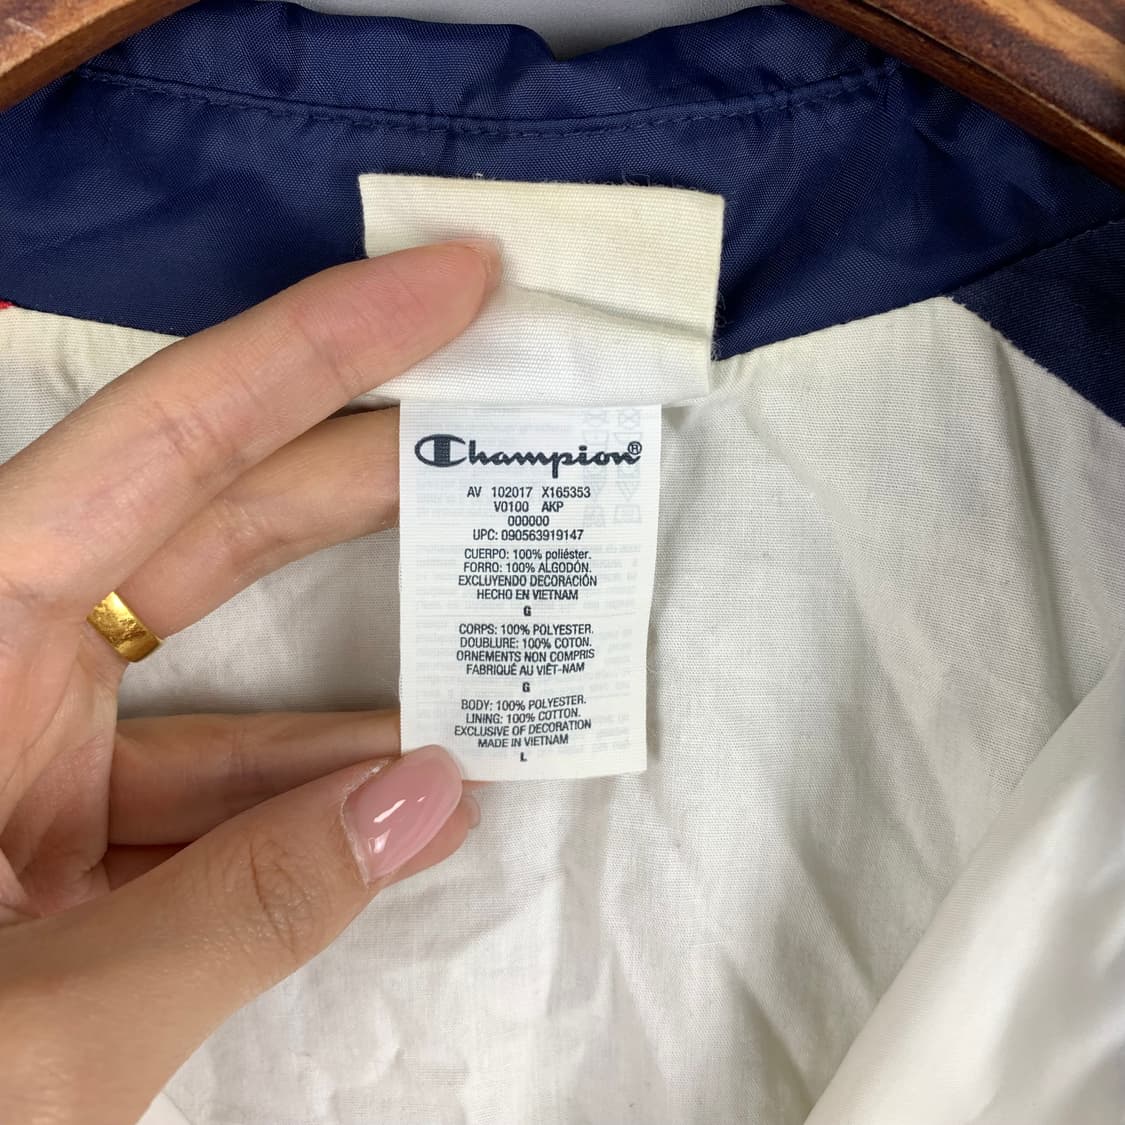 Champion®
AV 102017 X165353
V0100 AKP
000000
UPC: 090563919147
CUERPO: 100% poliéster.
FORRO: 100% ALGODÓN.
EXCLUYENDO DECORACIÓN
HECHO EN VIETNAM
G
CORPS: 100% POLYESTER.
DOUBLURE: 100% COTON.
ORNEMENTS NON COMPRIS
FABRIQUÉ AU VIÊT-NAM
G
BODY: 100% POLYESTER.
LINING: 100% COTTON.
EXCLUSIVE OF DECORATION
MADE IN VIETNAM
L